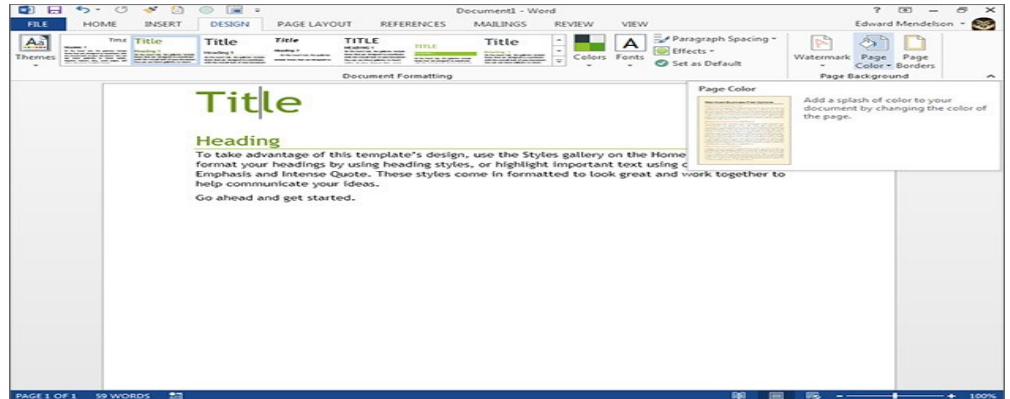 Document1 - Word
FILE HOME INSERT DESIGN PAGE LAYOUT REFERENCES MAILINGS REVIEW VIEW Edward Mendelson
Themes
Title Title Title Title TITLE TITLE Title
Colors Fonts
Paragraph Spacing
Effects
Set as Default
Watermark Page Color Page Borders
Document Formatting Page Background
Page Color
Add a splash of color to your
document by changing the color of
the page.
Title
Heading
To take advantage of this template's design, use the Styles gallery on the Home
format your headings by using heading styles, or highlight important text using
Emphasis and Intense Quote. These styles come in formatted to look great and work together to
help communicate your ideas.
Go ahead and get started.
PAGE 1 OF 1 59 WORDS 100%